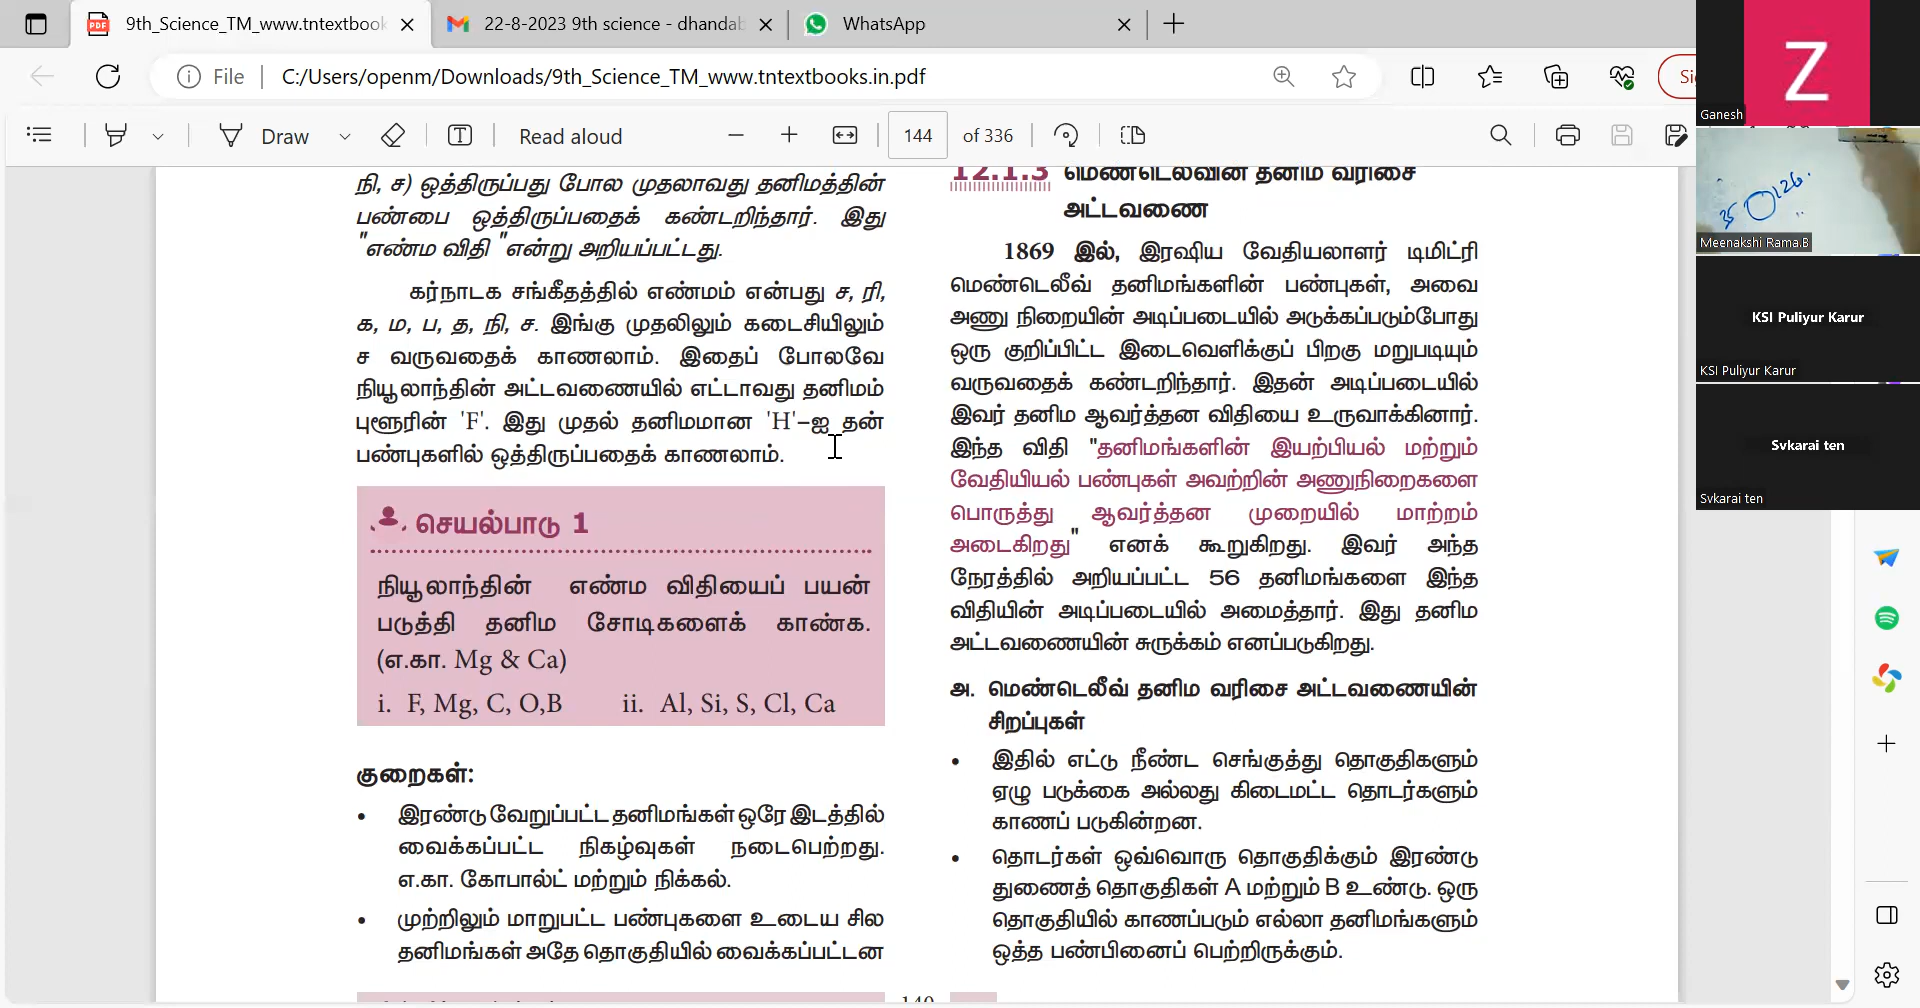 9th_Science_TM_www.tntextbook
22-8-2023 9th science - dhandab
WhatsApp
File
C:/Users/openm/Downloads/9th_Science_TM_www.tntextbooks.in.pdf
Draw
Read aloud
144 of 336
நி, ச) ஒத்திருப்பது போல முதலாவது தனிமத்தின்
பண்பை ஒத்திருப்பதைக் கண்டறிந்தார். இது
"எண்ம விதி "என்று அறியப்பட்டது.
கர்நாடக சங்கீதத்தில் எண்மம் என்பது ச, ரி,
க, ம, ப, த, நி, ச. இங்கு முதலிலும் கடைசியிலும்
ச வருவதைக் காணலாம். இதைப் போலவே
நியூலாந்தின் அட்டவணையில் எட்டாவது தனிமம்
புளூரின் 'F'. இது முதல் தனிமமான 'H'–ஐ தன்
பண்புகளில் ஒத்திருப்பதைக் காணலாம்.
செயல்பாடு 1
நியூலாந்தின் எண்ம விதியைப் பயன்
படுத்தி தனிம சோடிகளைக் காண்க.
(எ.கா. Mg & Ca)
i. F, Mg, C, O,B ii. Al, Si, S, Cl, Ca
குறைகள்:
• இரண்டு வேறுப்பட்ட தனிமங்கள் ஒரே இடத்தில்
வைக்கப்பட்ட நிகழ்வுகள் நடைபெற்றது.
எ.கா. கோபால்ட் மற்றும் நிக்கல்.
• முற்றிலும் மாறுபட்ட பண்புகளை உடைய சில
தனிமங்கள் அதே தொகுதியில் வைக்கப்பட்டன
12.1.3 மெண்டெலீவின் தனிம வரிசை
அட்டவணை
1869 இல், இரஷிய வேதியலாளர் டிமிட்ரி
மெண்டெலீவ் தனிமங்களின் பண்புகள், அவை
அணு நிறையின் அடிப்படையில் அடுக்கப்படும்போது
ஒரு குறிப்பிட்ட இடைவெளிக்குப் பிறகு மறுபடியும்
வருவதைக் கண்டறிந்தார். இதன் அடிப்படையில்
இவர் தனிம ஆவர்த்தன விதியை உருவாக்கினார்.
இந்த விதி "தனிமங்களின் இயற்பியல் மற்றும்
வேதியியல் பண்புகள் அவற்றின் அணுநிறைகளை
பொருத்து ஆவர்த்தன முறையில் மாற்றம்
அடைகிறது" எனக் கூறுகிறது. இவர் அந்த
நேரத்தில் அறியப்பட்ட 56 தனிமங்களை இந்த
விதியின் அடிப்படையில் அமைத்தார். இது தனிம
அட்டவணையின் சுருக்கம் எனப்படுகிறது.
அ. மெண்டெலீவ் தனிம வரிசை அட்டவணையின்
சிறப்புகள்
• இதில் எட்டு நீண்ட செங்குத்து தொகுதிகளும்
ஏழு படுக்கை அல்லது கிடைமட்ட தொடர்களும்
காணப் படுகின்றன.
• தொடர்கள் ஒவ்வொரு தொகுதிக்கும் இரண்டு
துணைத் தொகுதிகள் A மற்றும் B உண்டு. ஒரு
தொகுதியில் காணப்படும் எல்லா தனிமங்களும்
ஒத்த பண்பினைப் பெற்றிருக்கும்.
140
Z
Ganesh
Meenakshi Rama.B
KSI Puliyur Karur
KSI Puliyur Karur
Svkarai ten
Svkarai ten